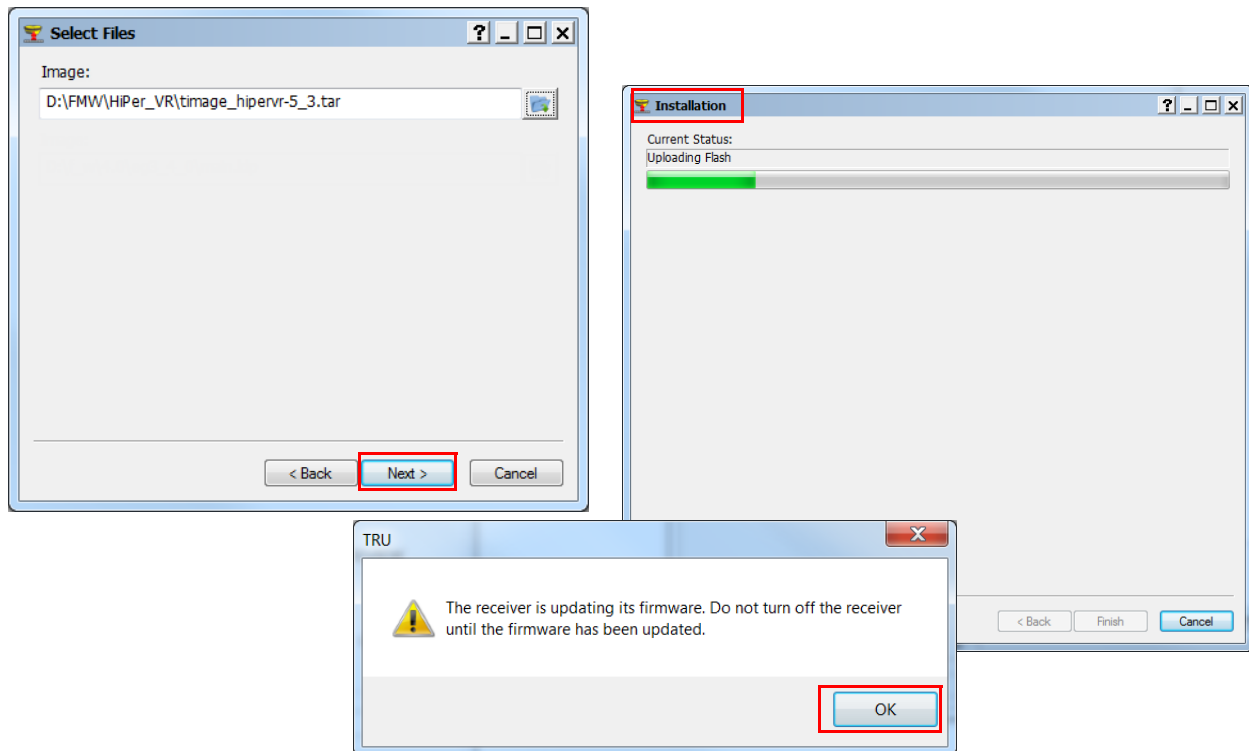 Select Files
Image:
D:\FMW\HiPer_VR\timage_hipervr-5_3.tar
< Back
Next >
Cancel
Installation
Current Status:
Uploading Flash
< Back
Finish
Cancel
TRU
The receiver is updating its firmware. Do not turn off the receiver
until the firmware has been updated.
OK